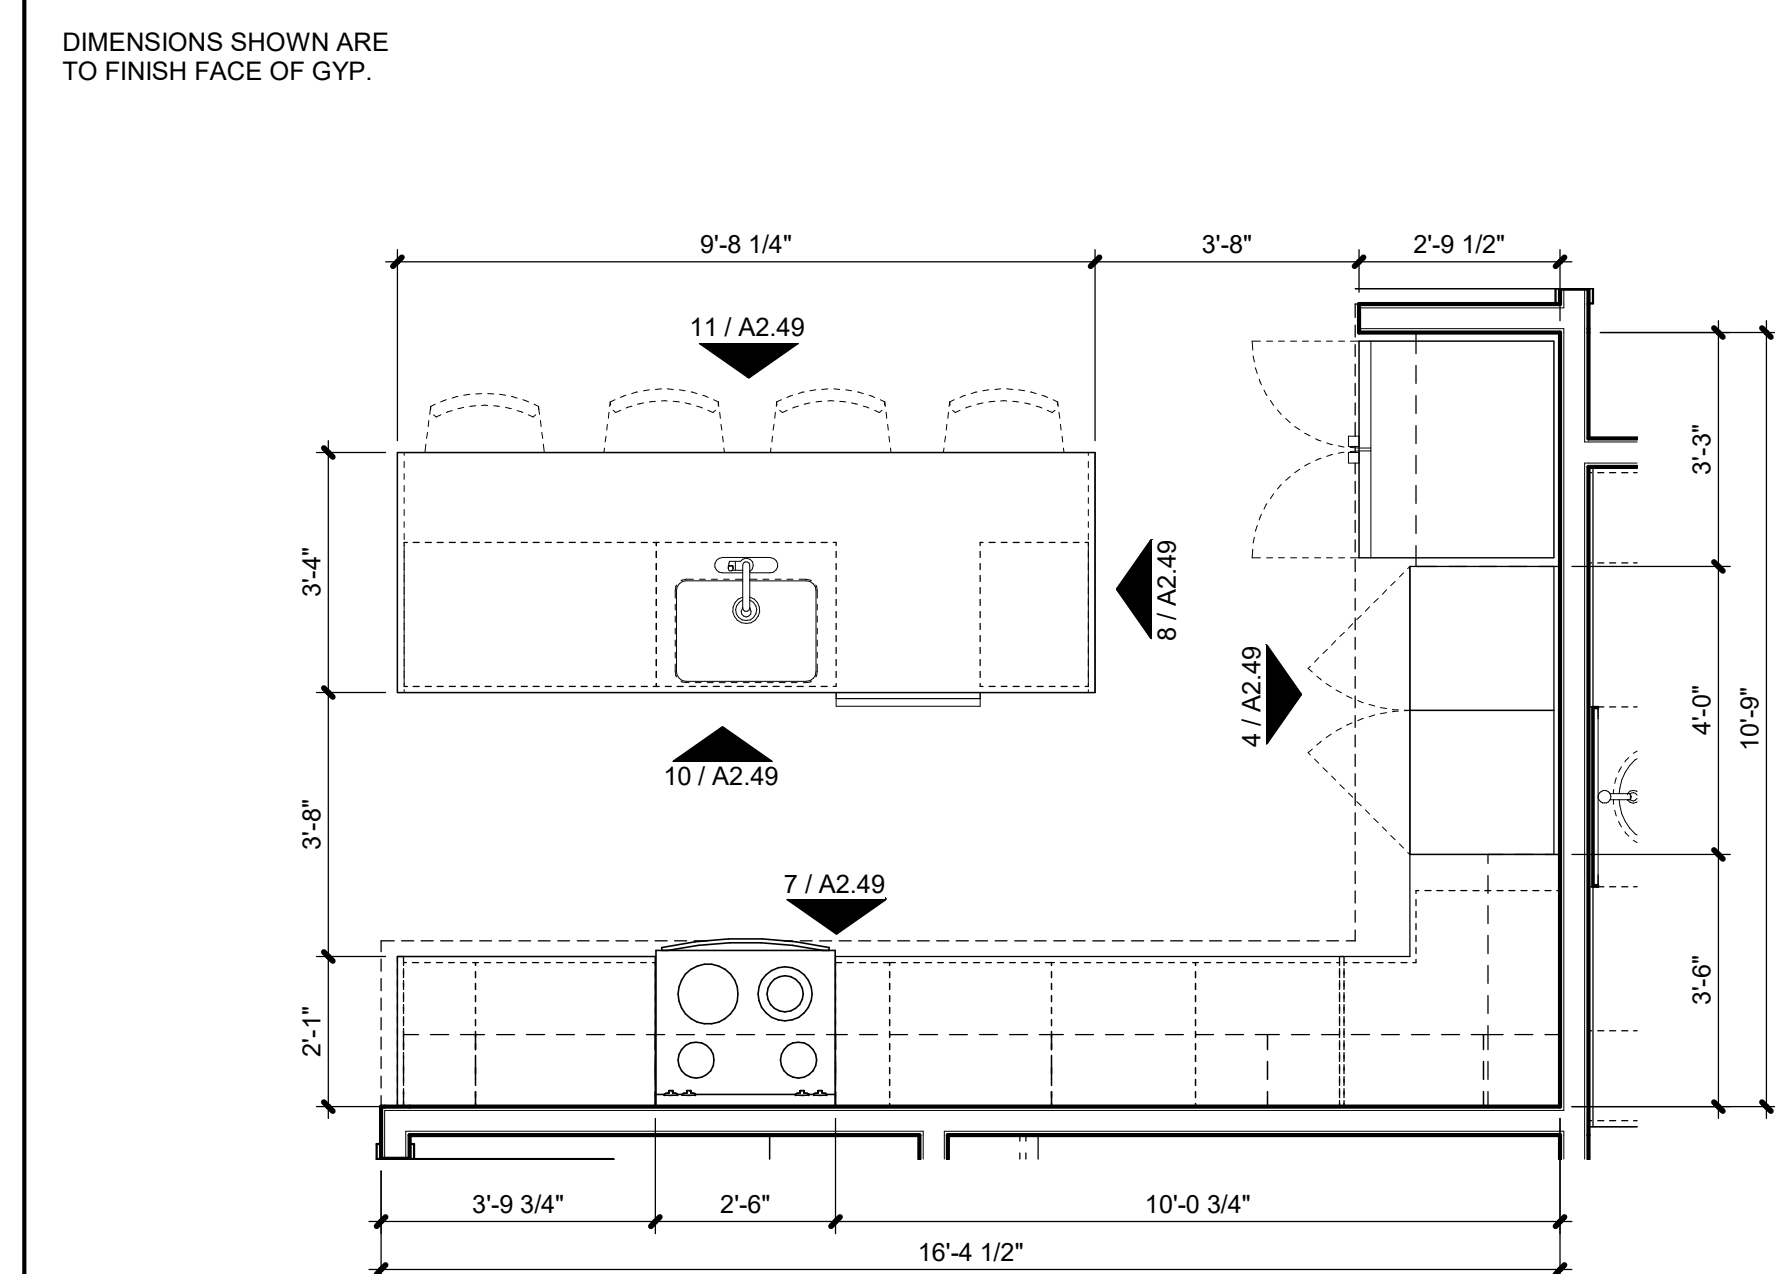 DIMENSIONS SHOWN ARE
TO FINISH FACE OF GYP.
9'-8 1/4"
3'-8"
2'-9 1/2"
11 / A2.49
3'-3"
3'-4"
8 / A2.49
4 / A2.49
4'-0"
10'-9"
10 / A2.49
3'-8"
7 / A2.49
3'-6"
2'-1"
3'-9 3/4"
2'-6"
10'-0 3/4"
16'-4 1/2"